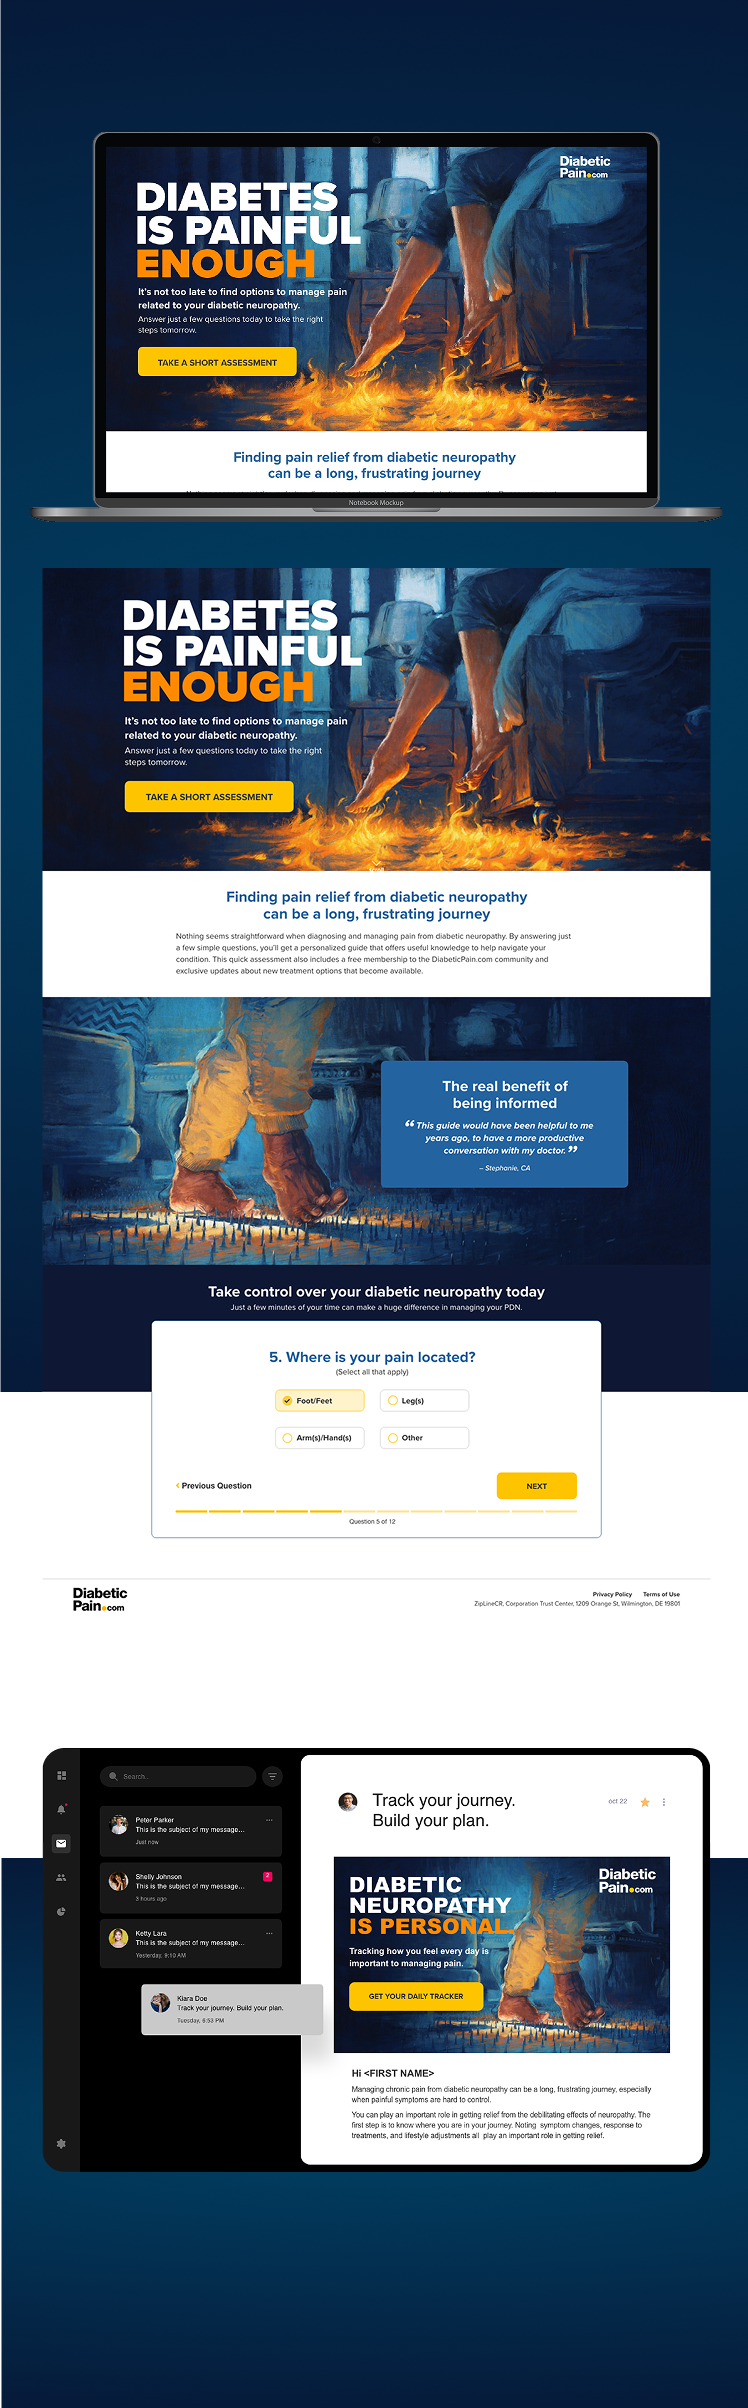 Diabetic
Pain.com
DIABETES
IS PAINFUL
ENOUGH
It's not too late to find options to manage pain
related to your diabetic neuropathy.
Answer just a few questions today to take the right
steps tomorrow.
TAKE A SHORT ASSESSMENT
Finding pain relief from diabetic neuropathy
can be a long, frustrating journey
Notebook Mockup
DIABETES
IS PAINFUL
ENOUGH
It's not too late to find options to manage pain
related to your diabetic neuropathy.
Answer just a few questions today to take the right
steps tomorrow.
TAKE A SHORT ASSESSMENT
Finding pain relief from diabetic neuropathy
can be a long, frustrating journey
Nothing seems straightforward when diagnosing and managing pain from diabetic neuropathy. By answering just
a few simple questions, you'll get a personalized guide that offers useful knowledge to help navigate your
condition. This quick assessment also includes a free membership to the DiabeticPain.com community and
exclusive updates about new treatment options that become available.
The real benefit of
being informed
“ This guide would have been helpful to me
years ago, to have a more productive
conversation with my doctor. ”
– Stephanie, CA
Take control over your diabetic neuropathy today
Just a few minutes of your time can make a huge difference in managing your PDN.
5. Where is your pain located?
(Select all that apply)
Foot/Feet
Leg(s)
Arm(s)/Hand(s)
Other
‹ Previous Question
NEXT
Question 5 of 12
Diabetic
Pain.com
Privacy Policy Terms of Use
ZipLineCR, Corporation Trust Center, 1209 Orange St, Wilmington, DE 19801
Search...
Peter Parker
This is the subject of my message...
Just now
Shelly Johnson
2
This is the subject of my message...
3 hours ago
Ketty Lara
This is the subject of my message...
Yesterday, 9:10 AM
Kiara Doe
Track your journey. Build your plan.
Tuesday, 6:53 PM
Track your journey.
Build your plan.
oct 22
Diabetic
Pain.com
DIABETIC
NEUROPATHY
IS PERSONAL.
Tracking how you feel every day is
important to managing pain.
GET YOUR DAILY TRACKER
Hi <FIRST NAME>
Managing chronic pain from diabetic neuropathy can be a long, frustrating journey, especially
when painful symptoms are hard to control.
You can play an important role in getting relief from the debilitating effects of neuropathy. The
first step is to know where you are in your journey. Noting symptom changes, response to
treatments, and lifestyle adjustments all play an important role in getting relief.